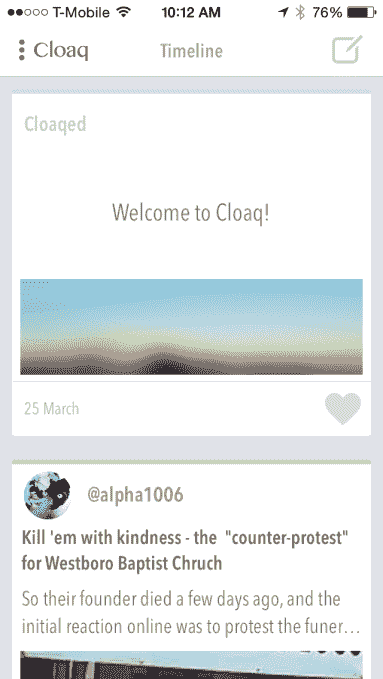 T-Mobile 10:12 AM 76%
Cloaq Timeline
Cloaqed
Welcome to Cloaq!
25 March
@alpha1006
Kill 'em with kindness - the "counter-protest"
for Westboro Baptist Chruch
So their founder died a few days ago, and the
initial reaction online was to protest the funer…